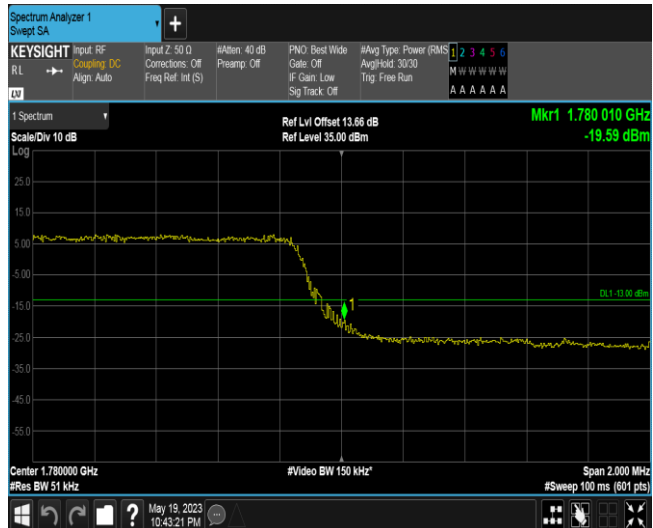 Spectrum Analyzer 1
Swept SA
+
KEYSIGHT Input: RF Input Z: 50 Ω #Atten: 40 dB PNO: Best Wide #Avg Type: Power (RMS 1 2 3 4 5 6
RL Coupling: DC Corrections: Off Preamp: Off Gate: Off Avg|Hold: 30/30 M W W W W W
Align: Auto Freq Ref: Int (S) IF Gain: Low Trig: Free Run
LXI Sig Track: Off A A A A A A
1 Spectrum Ref Lvl Offset 13.66 dB Mkr1 1.780 010 GHz
Scale/Div 10 dB Ref Level 35.00 dBm -19.59 dBm
Log
25.0
15.0
5.00
-5.00
DL1 -13.00 dBm
1
-15.0
-25.0
-35.0
-45.0
-55.0
Center 1.780000 GHz #Video BW 150 kHz* Span 2.000 MHz
#Res BW 51 kHz #Sweep 100 ms (601 pts)
? May 19, 2023
10:43:21 PM